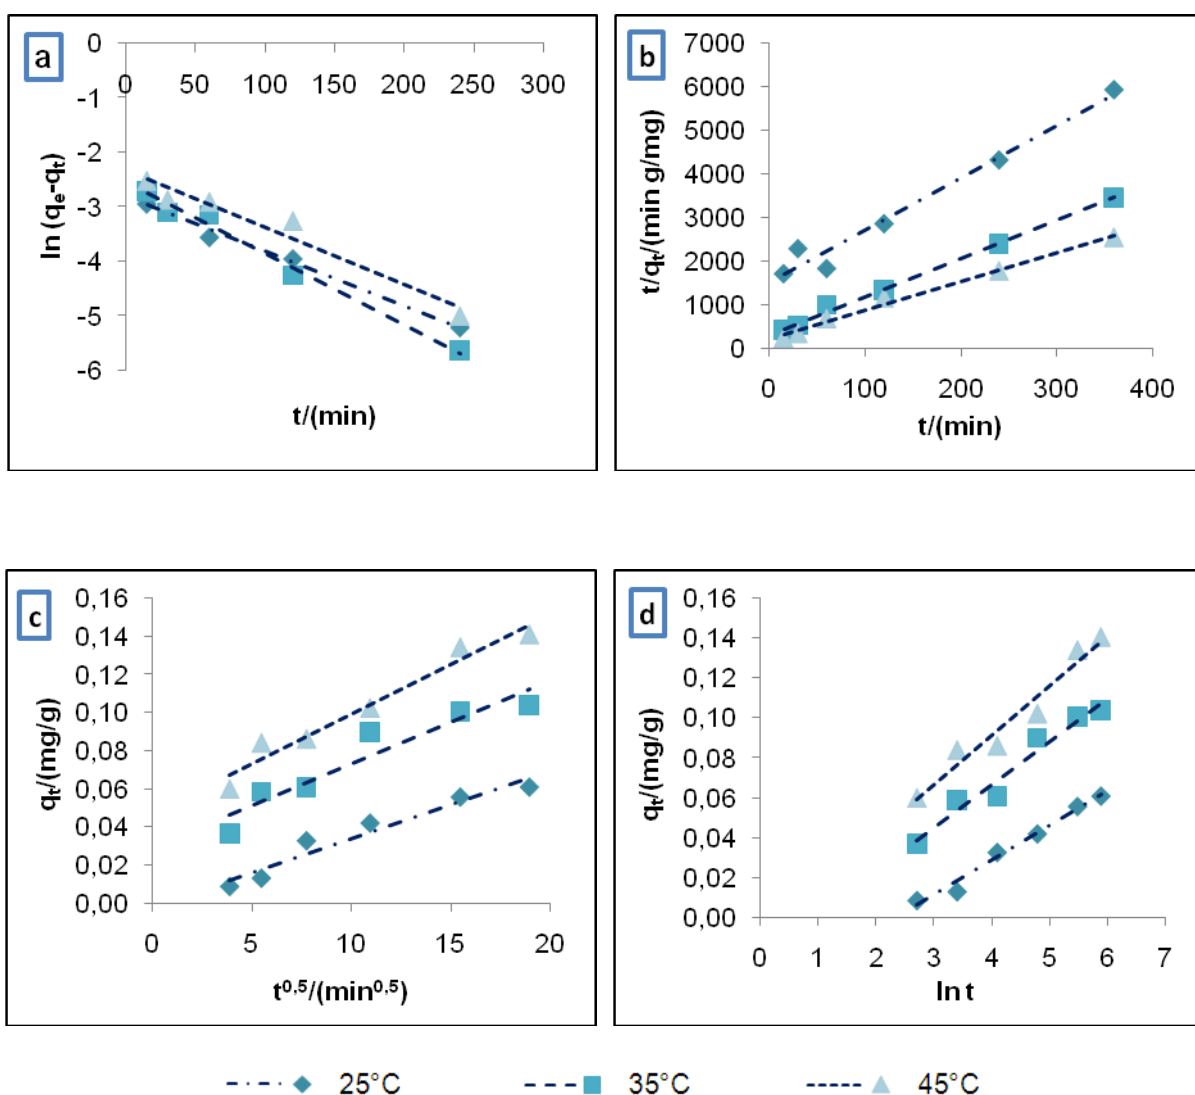 a
0
0 50 100 150 200 250 300
-1
-2
-3
-4
-5
-6
ln (qe-qt)
t/(min)
b
7000
6000
5000
4000
3000
2000
1000
0
0 100 200 300 400
t/qt/(min g/mg)
t/(min)
c
0,16
0,14
0,12
0,10
0,08
0,06
0,04
0,02
0,00
0 5 10 15 20
qt/(mg/g)
t0,5/(min0,5)
d
0,16
0,14
0,12
0,10
0,08
0,06
0,04
0,02
0,00
0 1 2 3 4 5 6 7
qt/(mg/g)
ln t
25°C 35°C 45°C